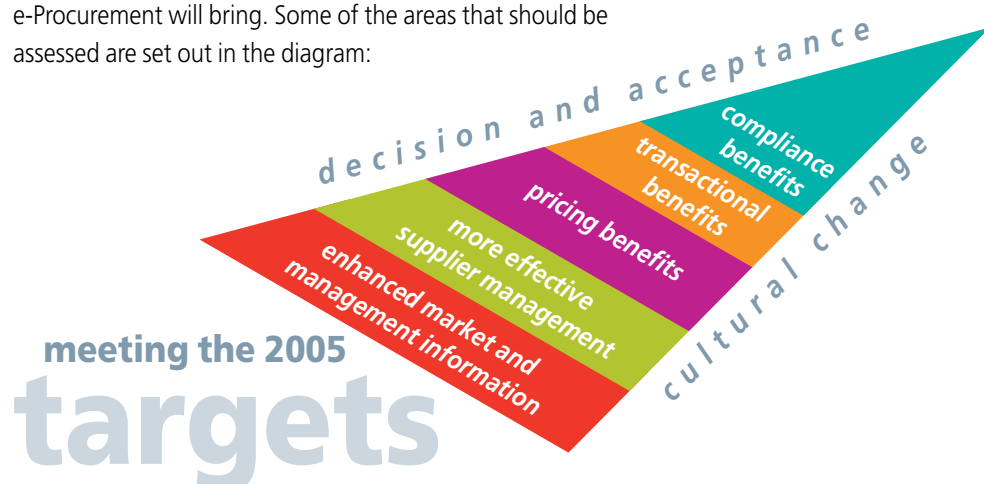 e-Procurement will bring. Some of the areas that should be
assessed are set out in the diagram:
decision and acceptance
compliance
benefits
transactional
benefits
pricing benefits
more effective
supplier management
enhanced market and
management information
cultural change
meeting the 2005
targets